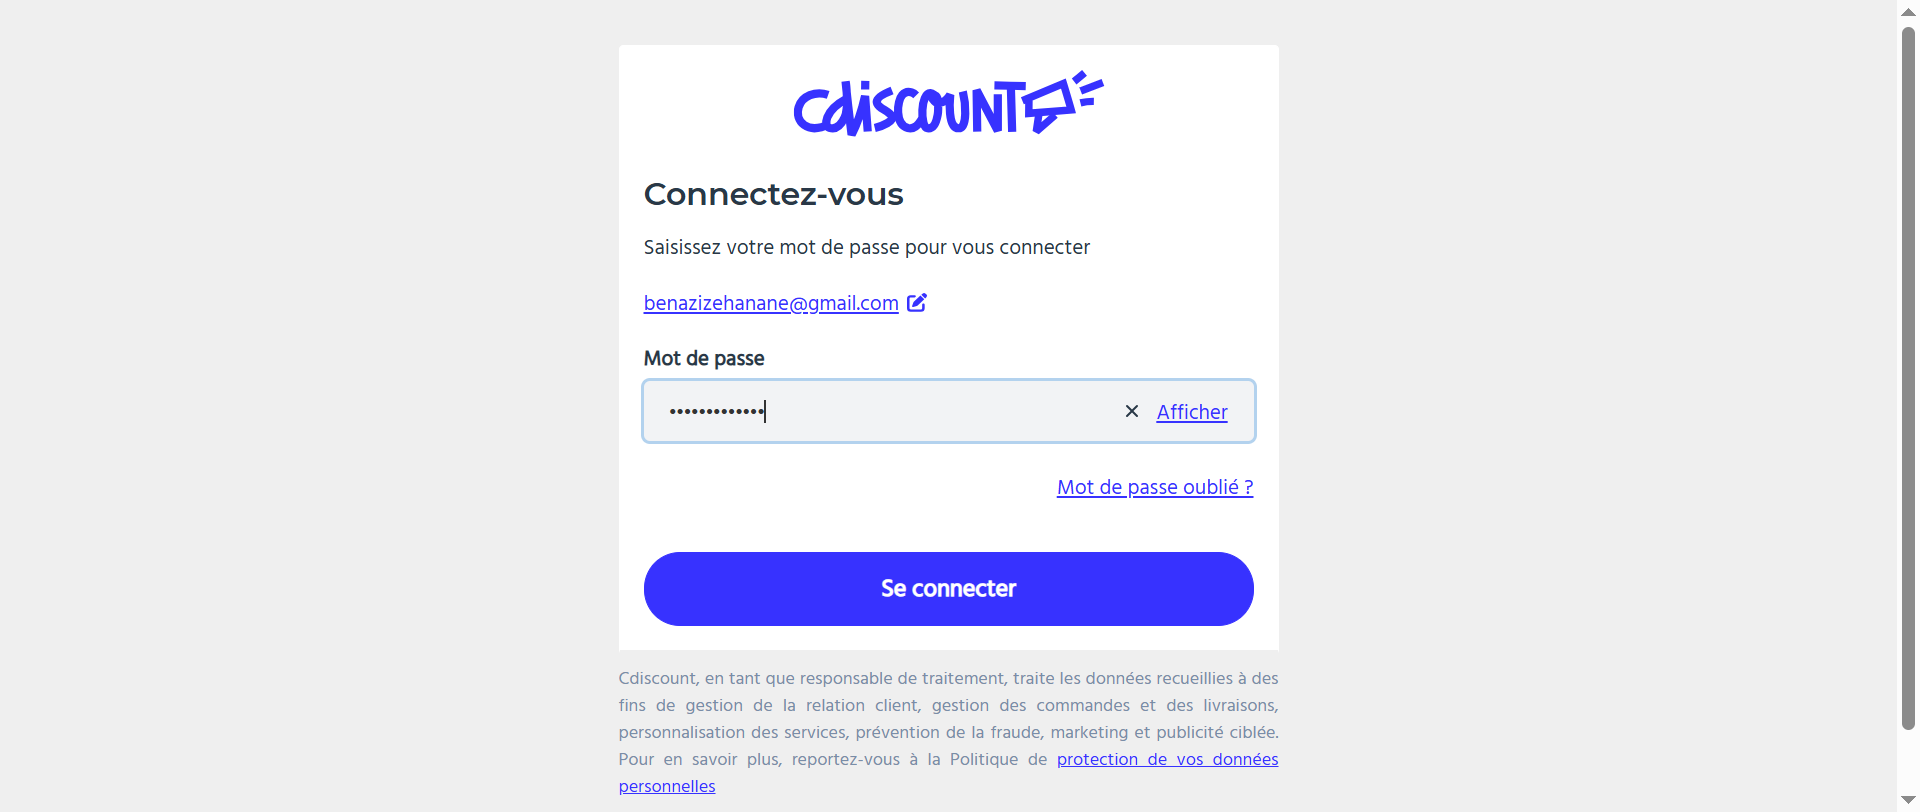 Cdiscount
Connectez-vous
Saisissez votre mot de passe pour vous connecter
benazizehanane@gmail.com
Mot de passe
•••••••••••••
Afficher
Mot de passe oublié ?
Se connecter
Cdiscount, en tant que responsable de traitement, traite les données recueillies à des
fins de gestion de la relation client, gestion des commandes et des livraisons,
personnalisation des services, prévention de la fraude, marketing et publicité ciblée.
Pour en savoir plus, reportez-vous à la Politique de protection de vos données
personnelles